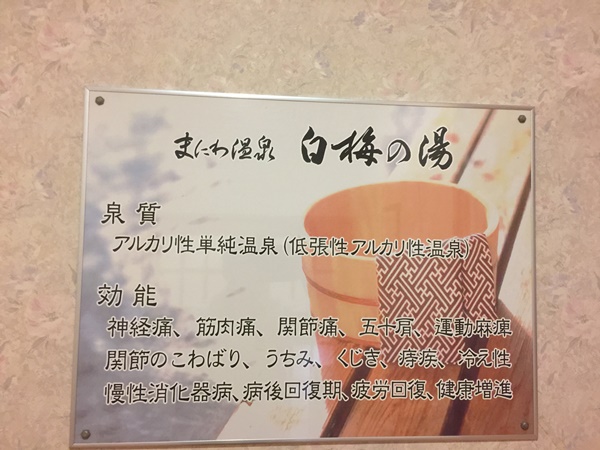 まにわ温泉 白梅の湯
泉質
アルカリ性単純温泉(低張性アルカリ性温泉)
効能
神経痛、筋肉痛、関節痛、五十肩、運動麻痺
関節のこわばり、うちみ、くじき、痔疾、冷え性
慢性消化器病、病後回復期、疲労回復、健康増進